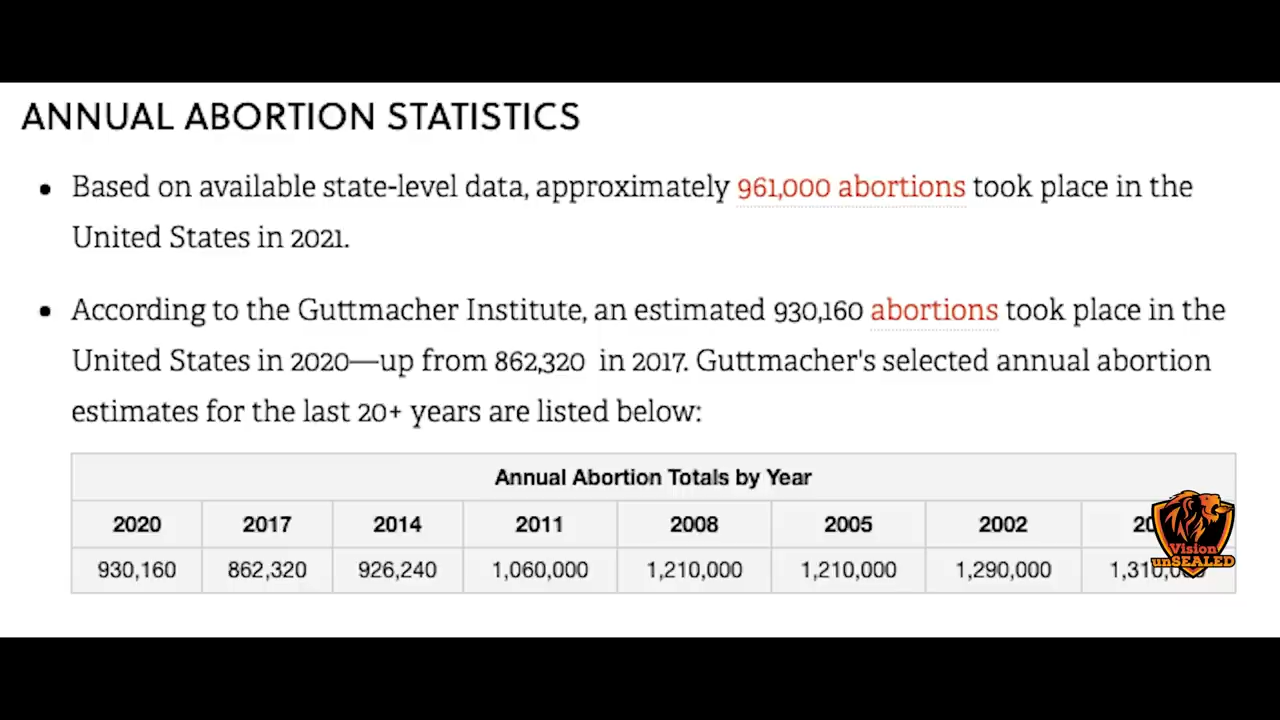 ANNUAL ABORTION STATISTICS
• Based on available state-level data, approximately 961,000 abortions took place in the
United States in 2021.
• According to the Guttmacher Institute, an estimated 930,160 abortions took place in the
United States in 2020—up from 862,320 in 2017. Guttmacher's selected annual abortion
estimates for the last 20+ years are listed below:
Annual Abortion Totals by Year
2020 2017 2014 2011 2008 2005 2002
930,160 862,320 926,240 1,060,000 1,210,000 1,210,000 1,290,000
Vision
unSEALED